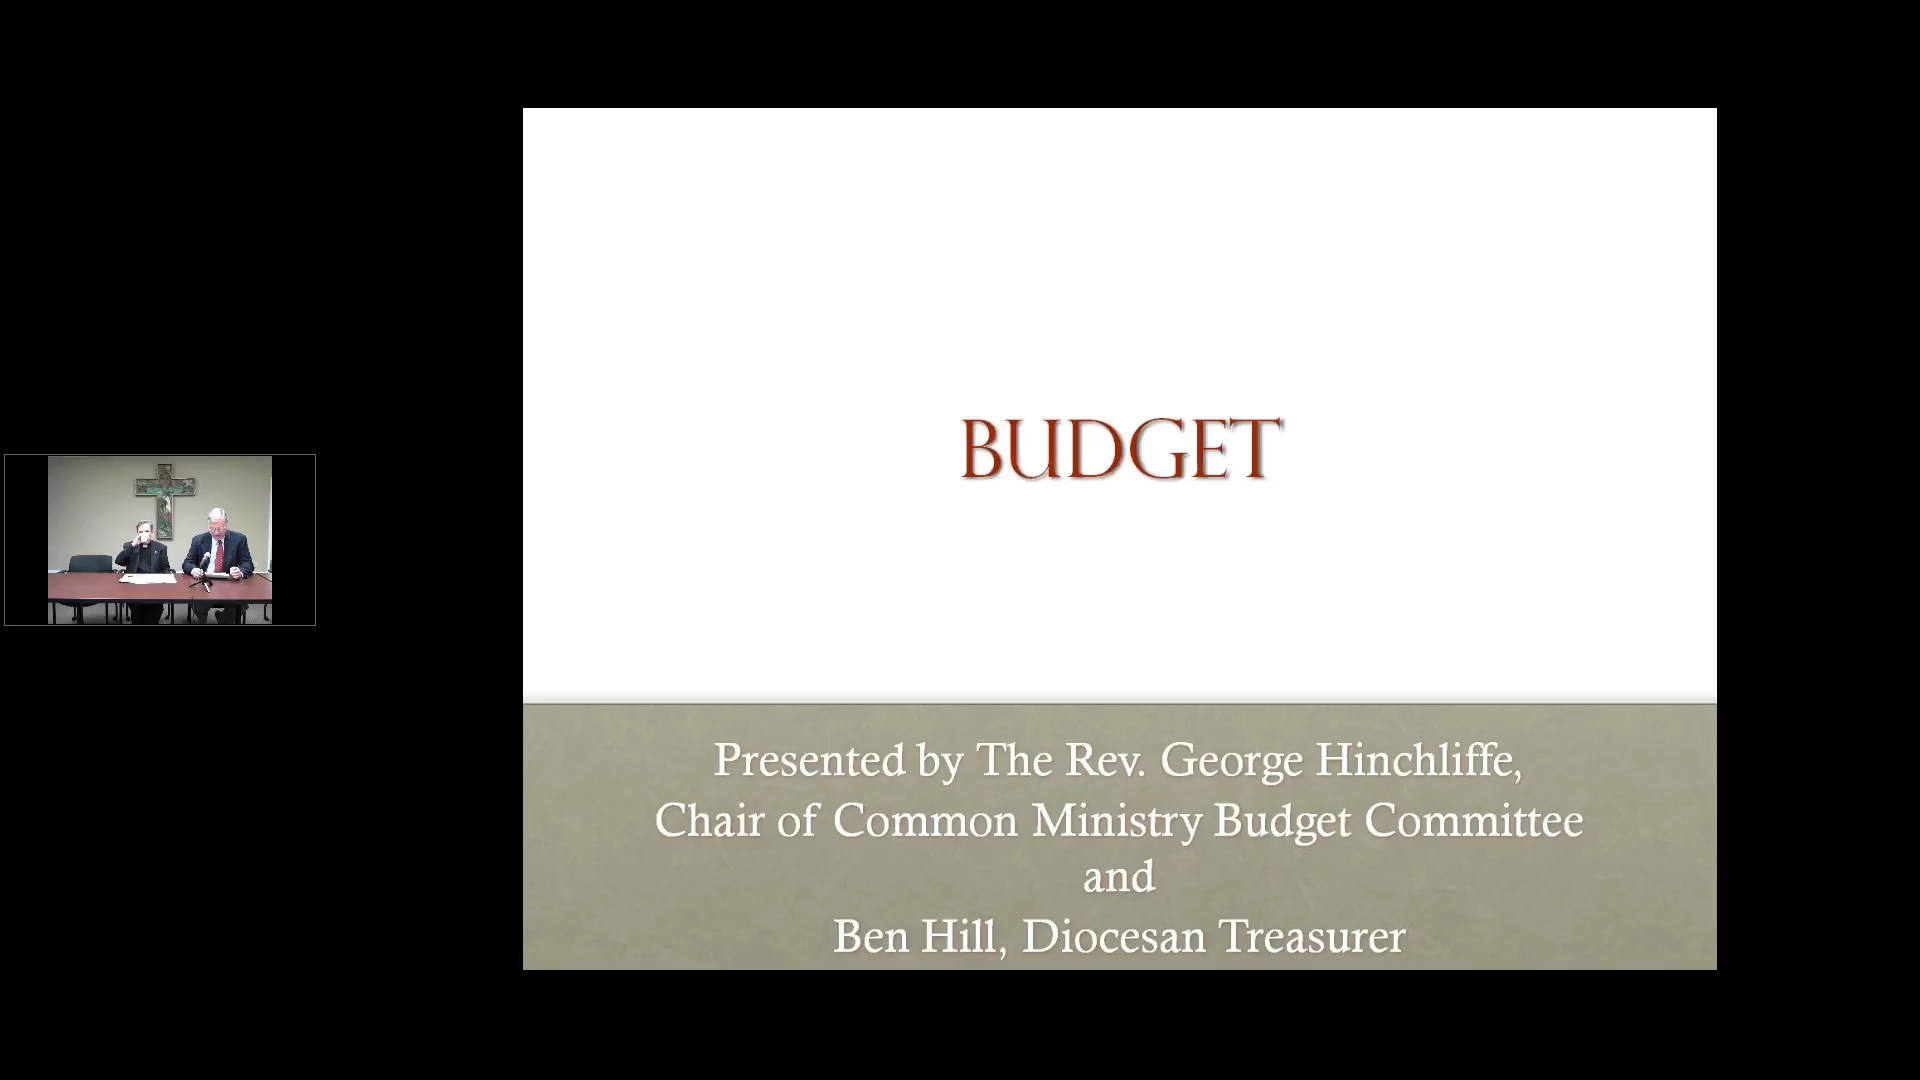 BUDGET
Presented by The Rev. George Hinchliffe,
Chair of Common Ministry Budget Committee
and
Ben Hill, Diocesan Treasurer